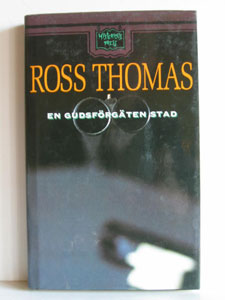 ROSS THOMAS
EN GUDSFÖRGÄTEN STAD